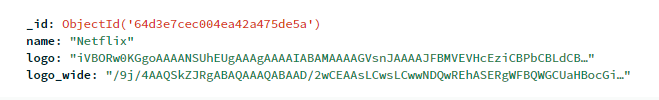 _id: ObjectId('64d3e7cec004ea42a475de5a')
name: "Netflix"
logo: "iVBORw0KGgoAAAANSUhEUgAAAgAAAAIABAMAAAAGVsnJAAAAJFBMVEVHcEziCBPbCBLdCB…"
logo_wide: "/9j/4AAQSkZJRgABAQAAAQABAAD/2wCEAAsLCwsLCwwNDQwREhASERgWFBQWGCUaHBocGi…"